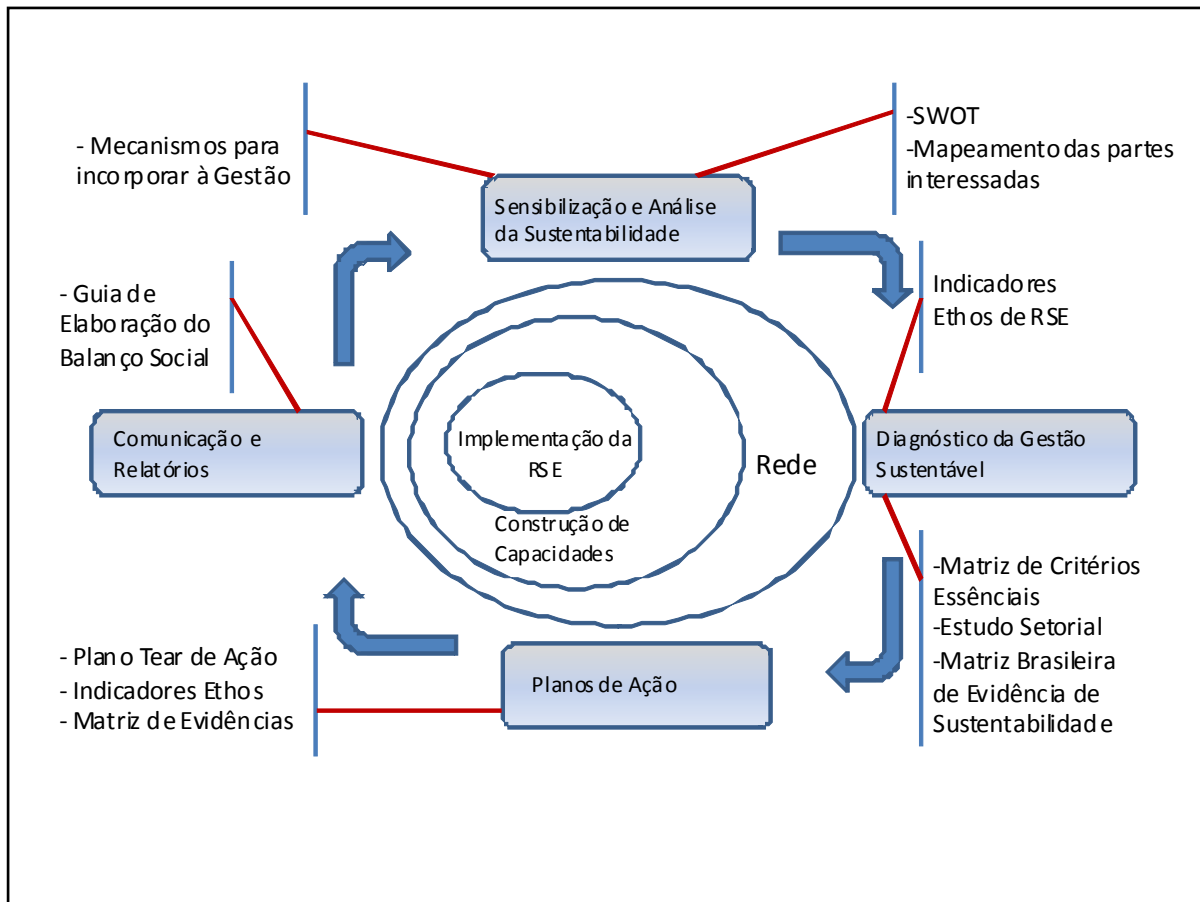 - Mecanismos para
incorporar à Gestão
-SWOT
-Mapeamento das partes
interessadas
Sensibilização e Análise
da Sustentabilidade
- Guia de
Elaboração do
Balanço Social
Indicadores
Ethos de RSE
Comunicação e
Relatórios
Implementação da
RSE
Rede
Construção de
Capacidades
Diagnóstico da Gestão
Sustentável
-Matriz de Critérios
Essênciais
-Estudo Setorial
-Matriz Brasileira
de Evidência de
Sustentabilidade
- Plano Tear de Ação
- Indicadores Ethos
- Matriz de Evidências
Planos de Ação